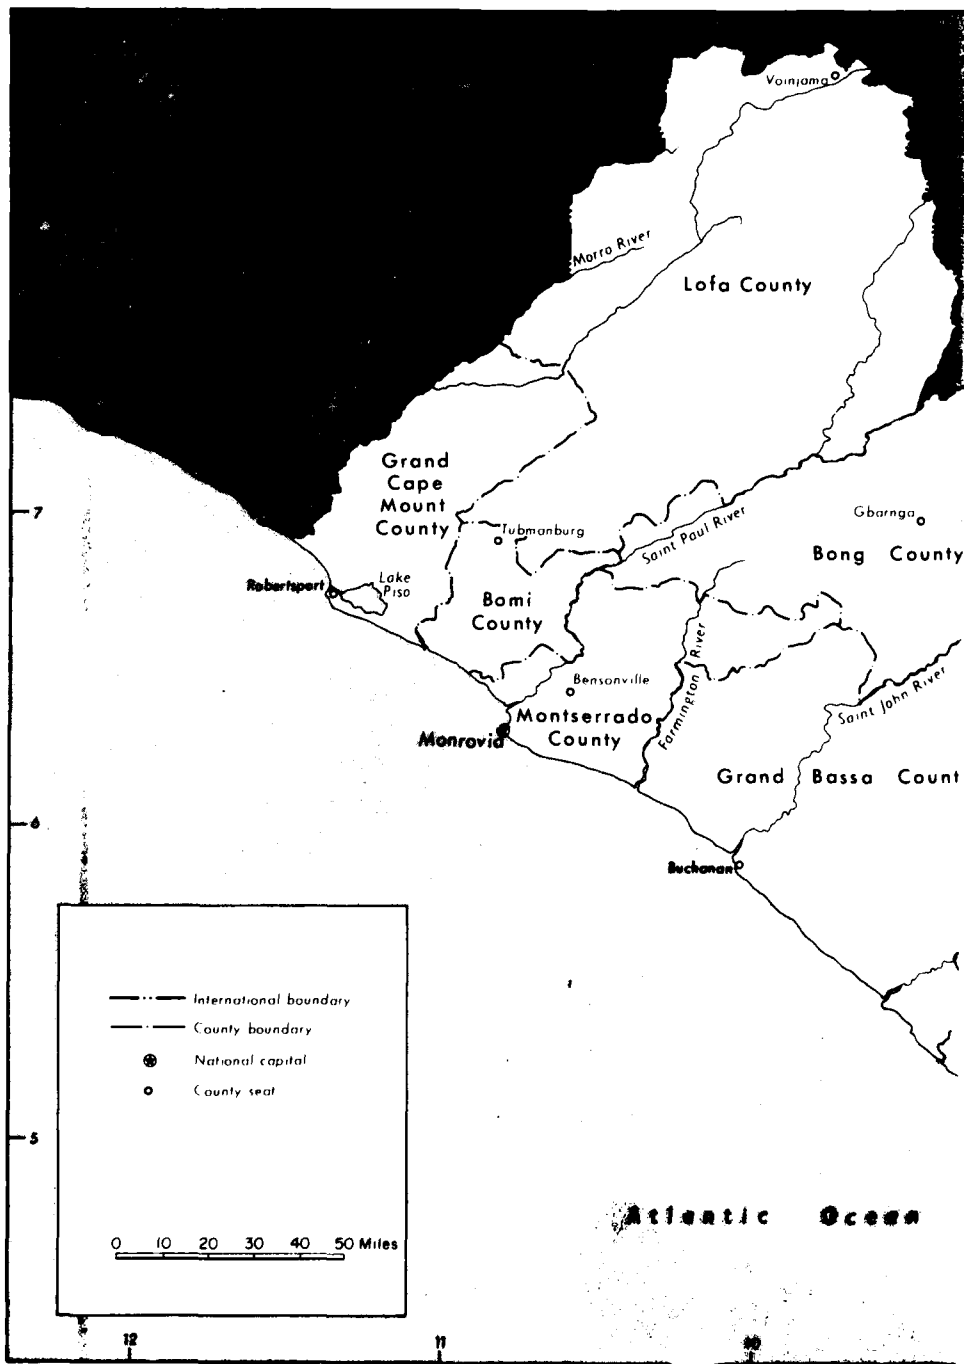 Voinjama
Morro River
Lofa County
Grand
Cape
Mount
County
7
Tubmanburg
Saint Paul River
Gbarnga
Bong County
Robertsport
Lake
Piso
Bomi
County
Farmington River
Bensonville
Saint John River
Montserrado
County
Monrovia
Grand Bassa Count
6
Buchanan
International boundary
County boundary
National capital
County seat
5
Atlantic Ocean
0 10 20 30 40 50 Miles
12 11 10